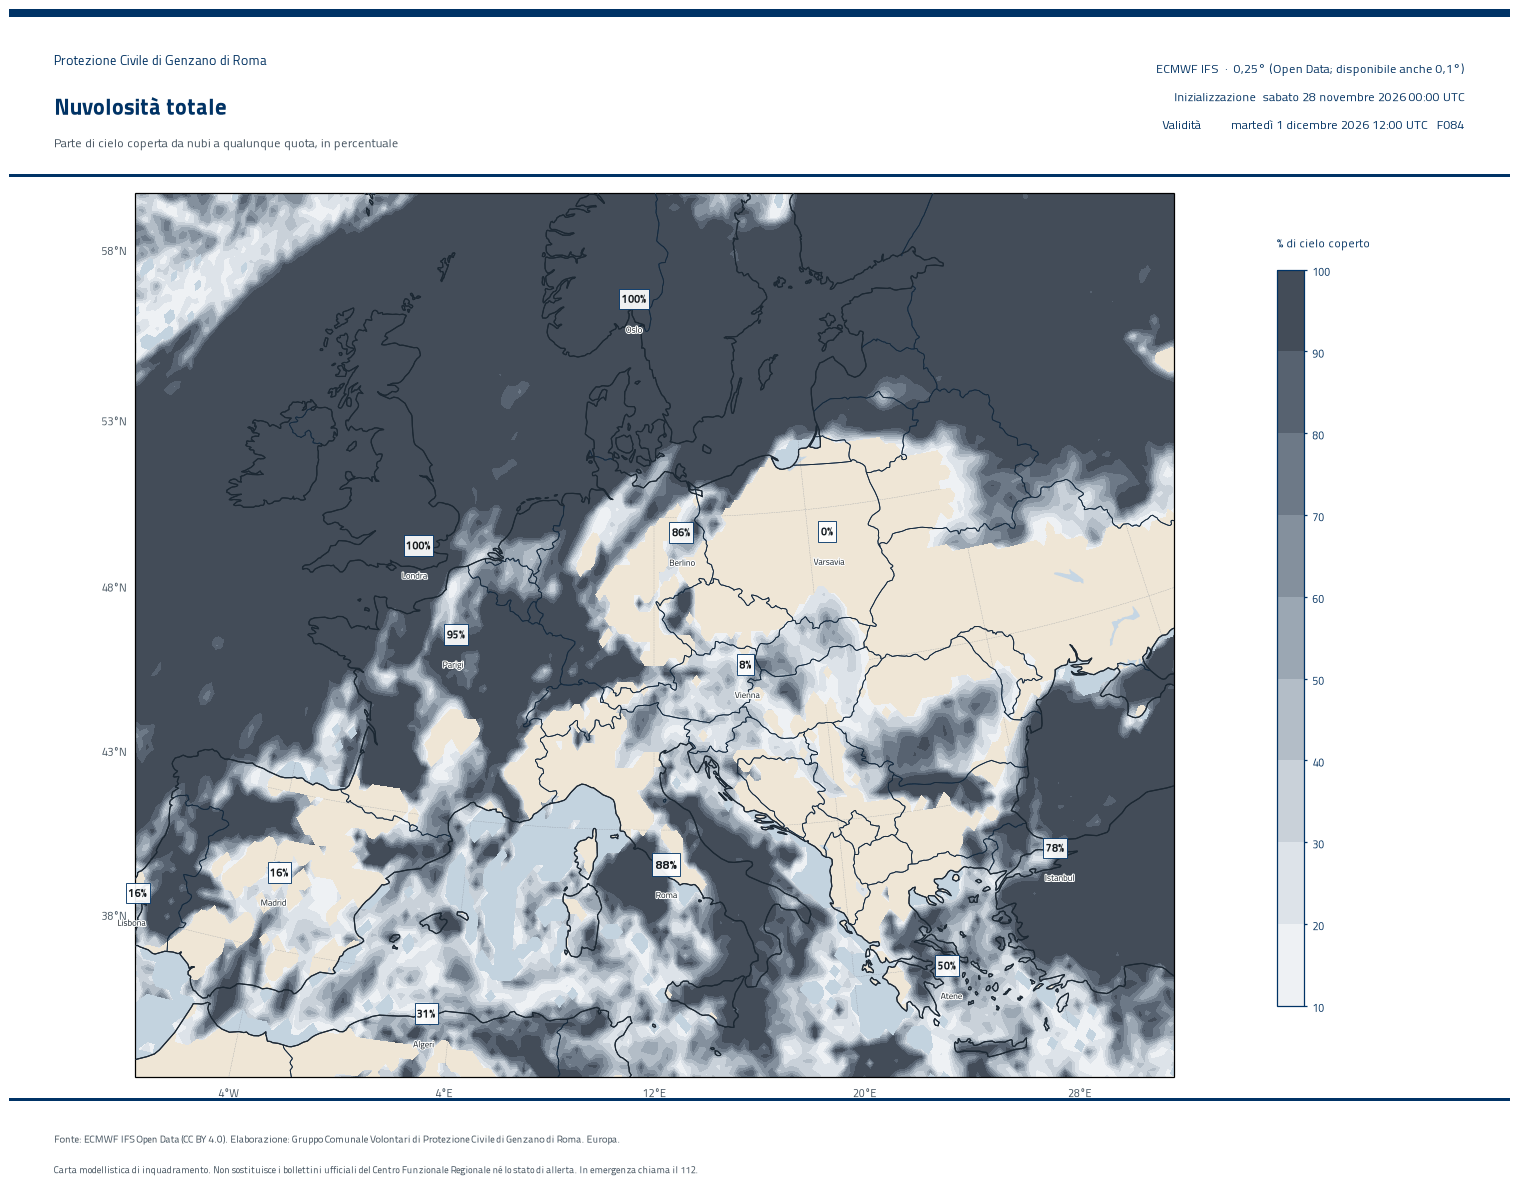 Protezione Civile di Genzano di Roma
Nuvolosità totale
Parte di cielo coperta da nubi a qualunque quota, in percentuale
ECMWF IFS · 0,25° (Open Data; disponibile anche 0,1°)
Inizializzazione sabato 28 novembre 2026 00:00 UTC
Validità martedì 1 dicembre 2026 12:00 UTC F084
% di cielo coperto
100
90
80
70
60
50
40
30
20
10
58°N
53°N
48°N
43°N
38°N
100%
Oslo
100%
Londra
86%
Berlino
0%
Varsavia
95%
Parigi
8%
Vienna
78%
Istanbul
88%
Roma
16%
Madrid
16%
Lisbona
50%
Atene
31%
Algeri
4°W
4°E
12°E
20°E
28°E
Fonte: ECMWF IFS Open Data (CC BY 4.0). Elaborazione: Gruppo Comunale Volontari di Protezione Civile di Genzano di Roma. Europa.
Carta modellistica di inquadramento. Non sostituisce i bollettini ufficiali del Centro Funzionale Regionale né lo stato di allerta. In emergenza chiama il 112.